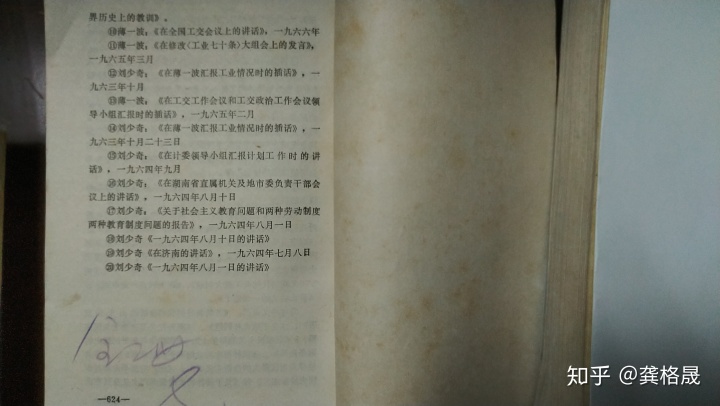 界历史上的教训》。
⑩薄一波：《在全国工交会议上的讲话》，一九六六年
⑪薄一波：《在修改〈工业七十条〉大组会上的发言》，
一九六五年三月
⑫刘少奇：《在薄一波汇报工业情况时的插话》，一
九六三年十月
⑬薄一波：《在工交工作会议和工交政治工作会议领
导小组汇报时的插话》，一九六五年二月
⑭刘少奇：《在薄一波汇报工业情况时的插话》，一
九六三年十月二十三日
⑮刘少奇：《在计委领导小组汇报计划工作时的讲
话》，一九六四年九月
⑯刘少奇：《在湖南省直属机关及地市委负责干部会
议上的讲话》，一九六四年八月十日
⑰刘少奇：《关于社会主义教育问题和两种劳动制度
两种教育制度问题的报告》，一九六四年八月一日
⑱刘少奇《一九六四年八月十日的讲话》
⑲刘少奇《在济南的讲话》，一九六四年七月八日
⑳刘少奇《一九六四年八月一日的讲话》
—624—
知乎 @龚格晟